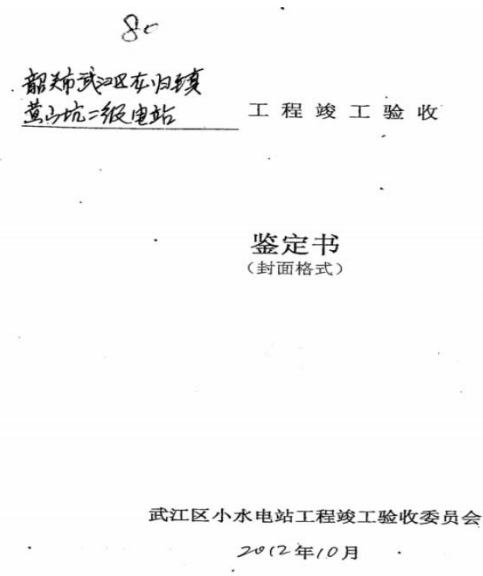 80
韶关市武江区龙归镇
黄山坑二级电站 工程竣工验收
鉴定书
（封面格式）
武江区小水电站工程竣工验收委员会
2012年10月